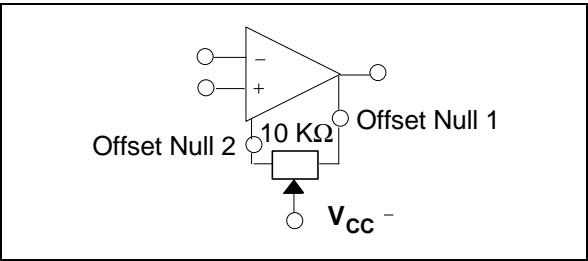 −
+
10 KΩ
Offset Null 1
Offset Null 2
VCC −